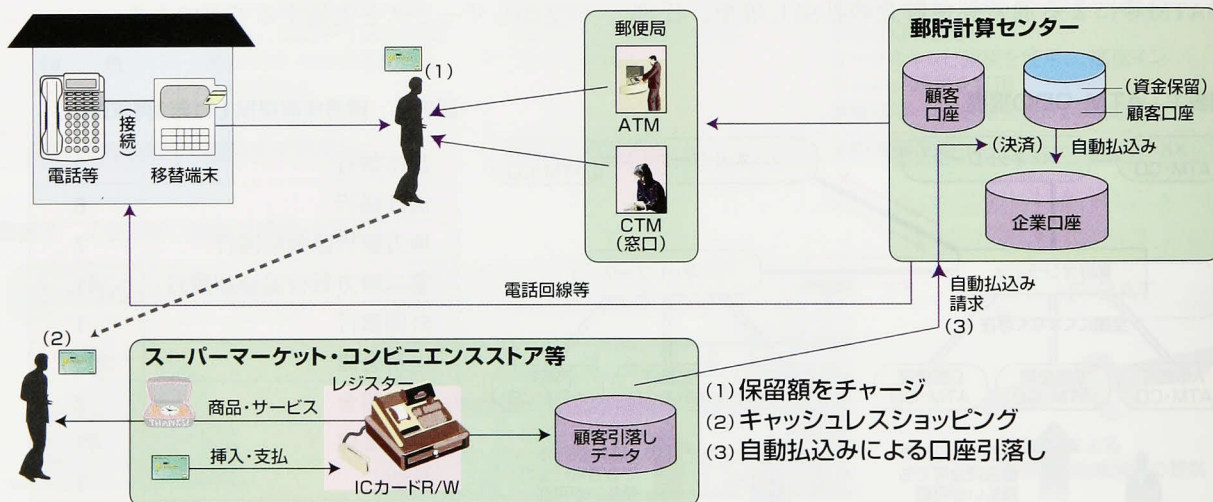 電話等
(接続)
移替端末
(1)
郵便局
ATM
CTM
(窓口)
郵貯計算センター
顧客
口座
(資金保留)
顧客口座
(決済)
自動払込み
企業口座
電話回線等
自動払込み
請求
(3)
(2)
スーパーマーケット・コンビニエンスストア等
商品・サービス
挿入・支払
レジスター
ICカードR/W
顧客引落し
データ
(1)保留額をチャージ
(2)キャッシュレスショッピング
(3)自動払込みによる口座引落し